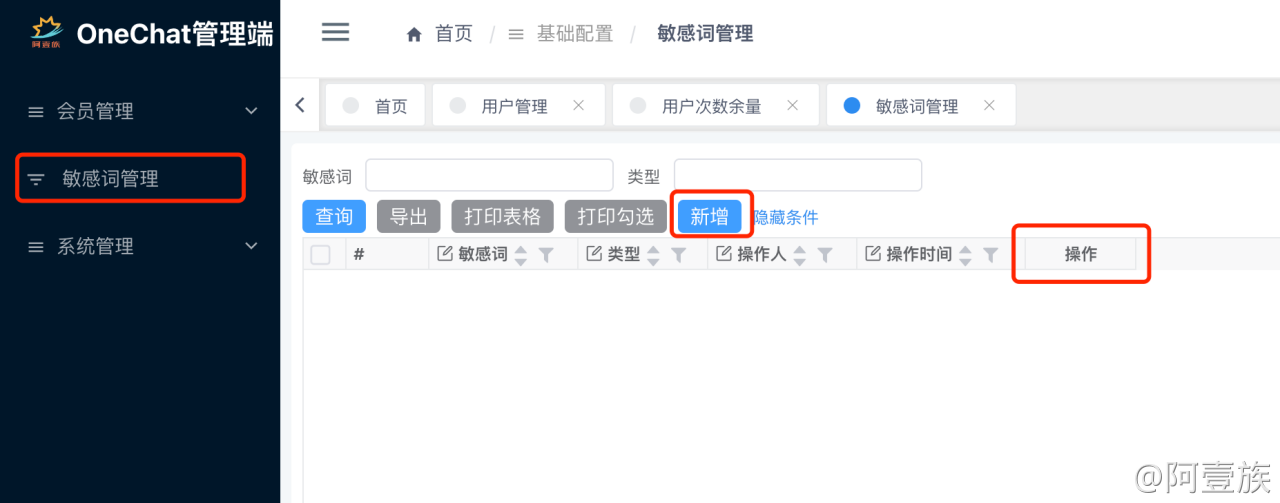 阿壹族
OneChat管理端
首页 / 基础配置 / 敏感词管理
会员管理
敏感词管理
系统管理
首页 用户管理 用户次数余量 敏感词管理
敏感词 类型
查询 导出 打印表格 打印勾选 新增 隐藏条件
# 敏感词 类型 操作人 操作时间 操作
@阿壹族